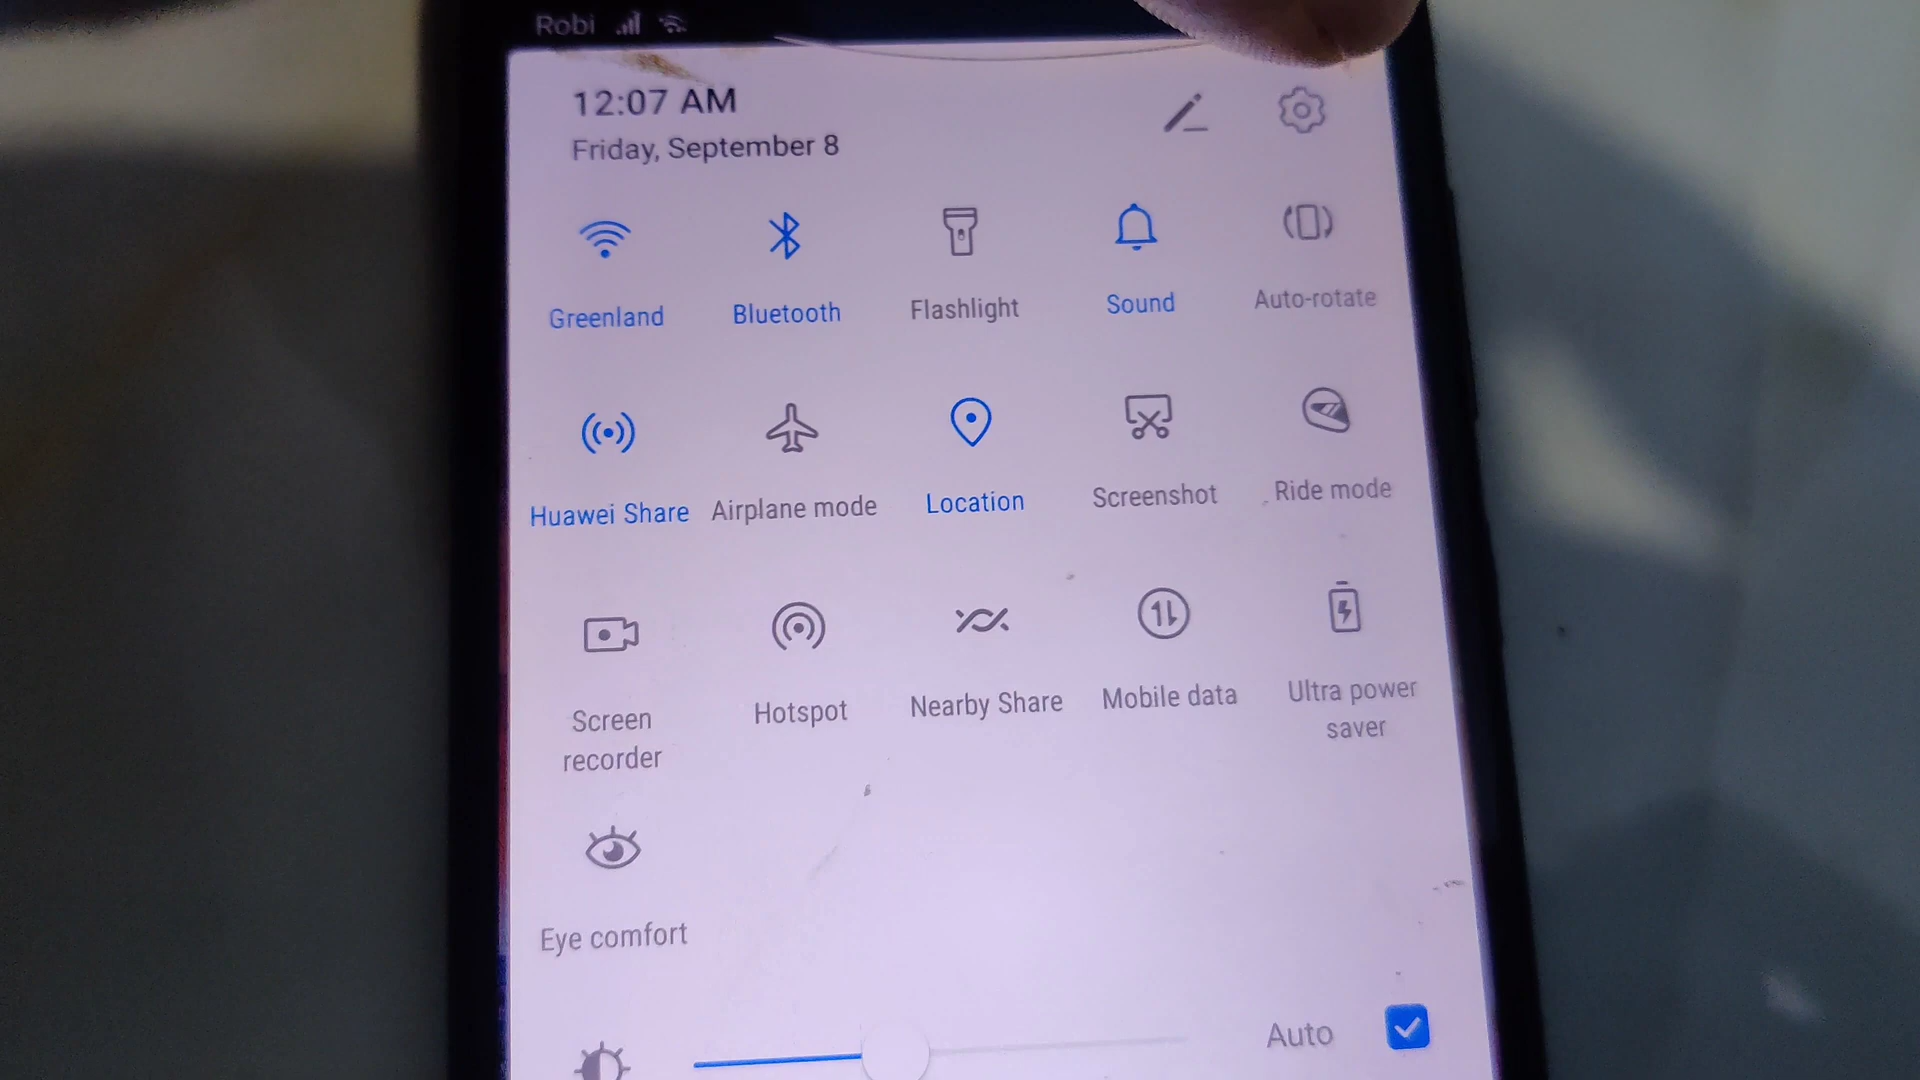 Robi
12:07 AM
Friday, September 8
Greenland Bluetooth Flashlight Sound Auto-rotate
Huawei Share Airplane mode Location Screenshot Ride mode
Screen recorder Hotspot Nearby Share Mobile data Ultra power saver
Eye comfort
Auto